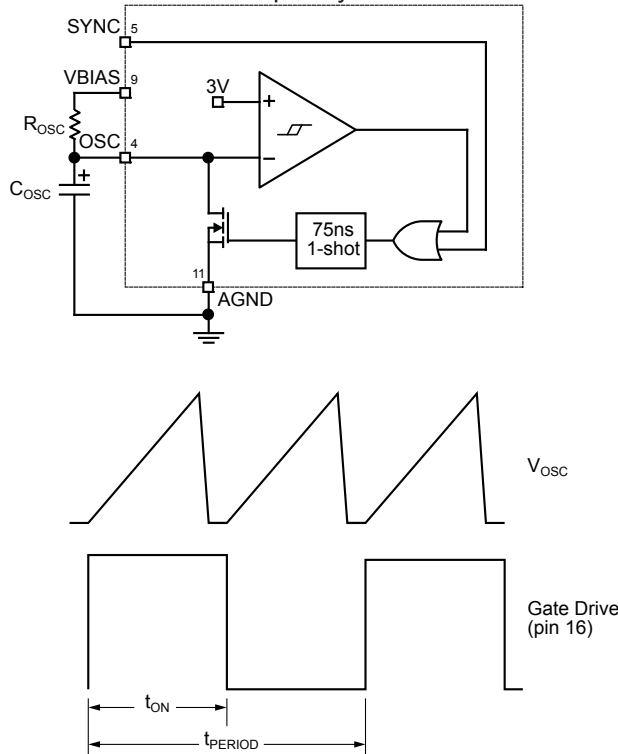 SYNC 5
VBIAS 9
3V
+
ROSC
OSC 4
+
−
COSC
75ns
1-shot
11
AGND
VOSC
Gate Drive
(pin 16)
tON
tPERIOD